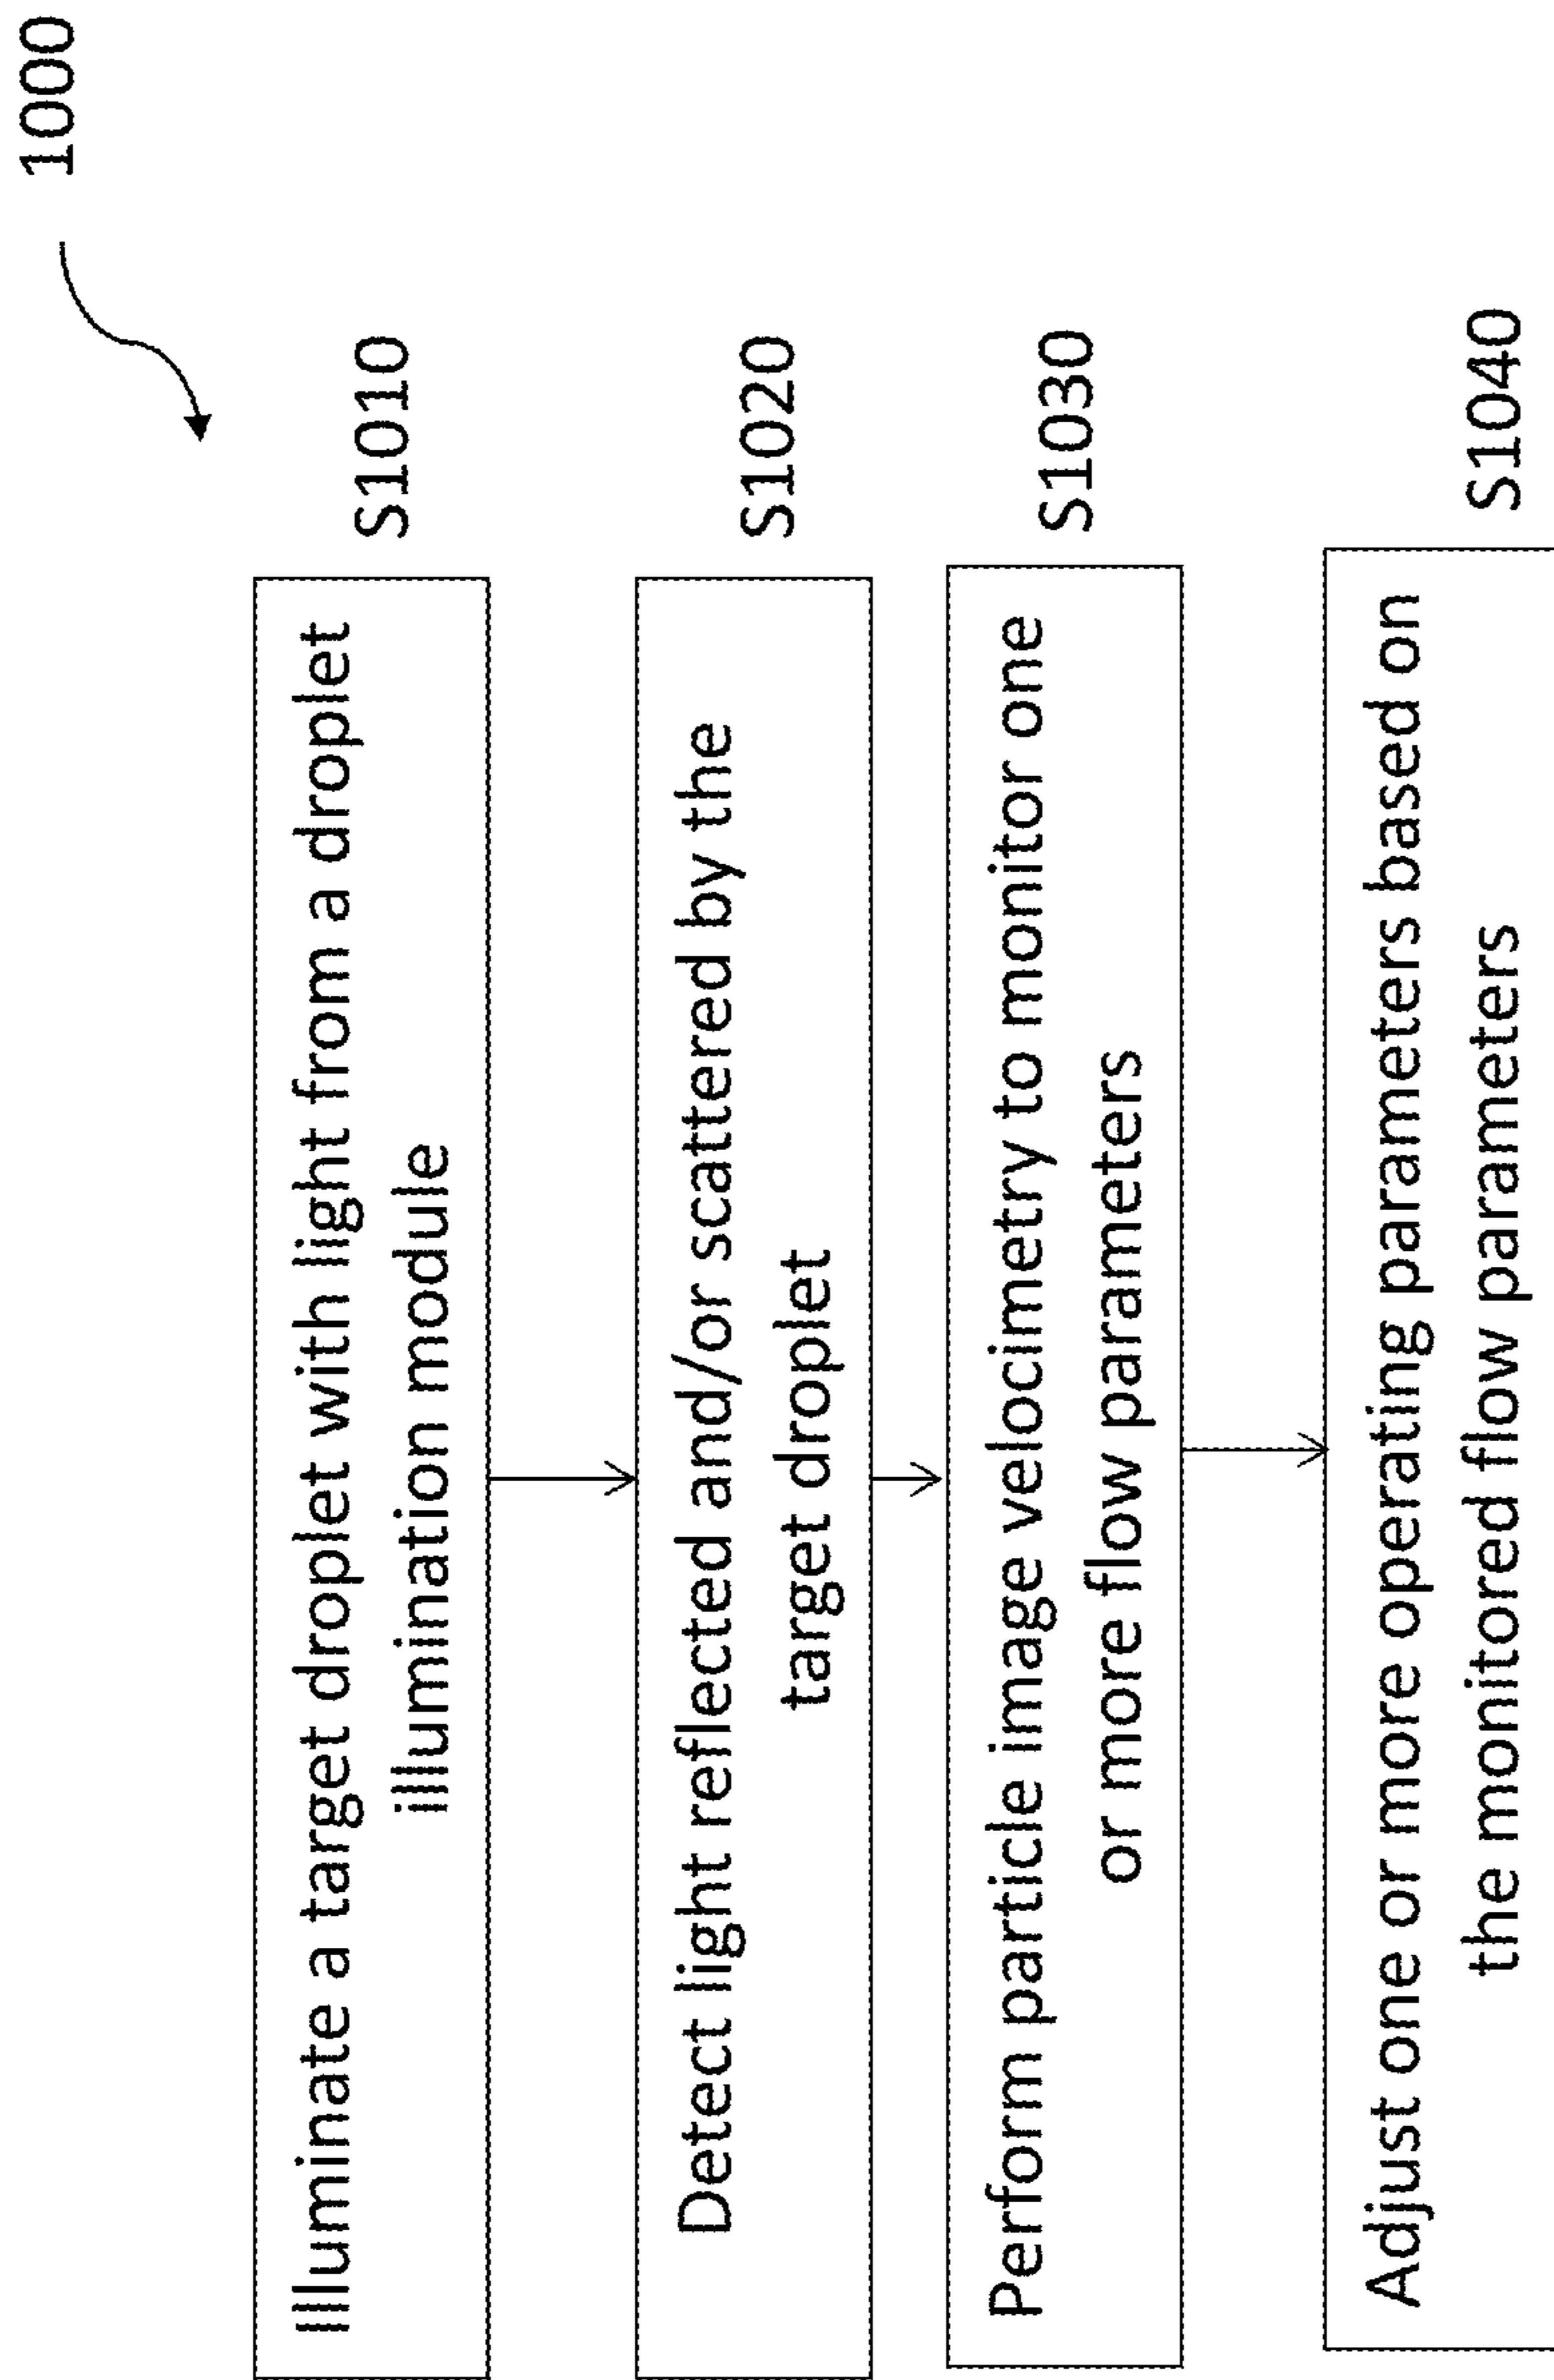 1000
Illuminate a target droplet with light from a droplet
illumination module
S1010
Detect light reflected and/or scattered by the
target droplet
S1020
Perform particle image velocimetry to monitor one
or more flow parameters
S1030
Adjust one or more operating parameters based on
the monitored flow parameters
S1040